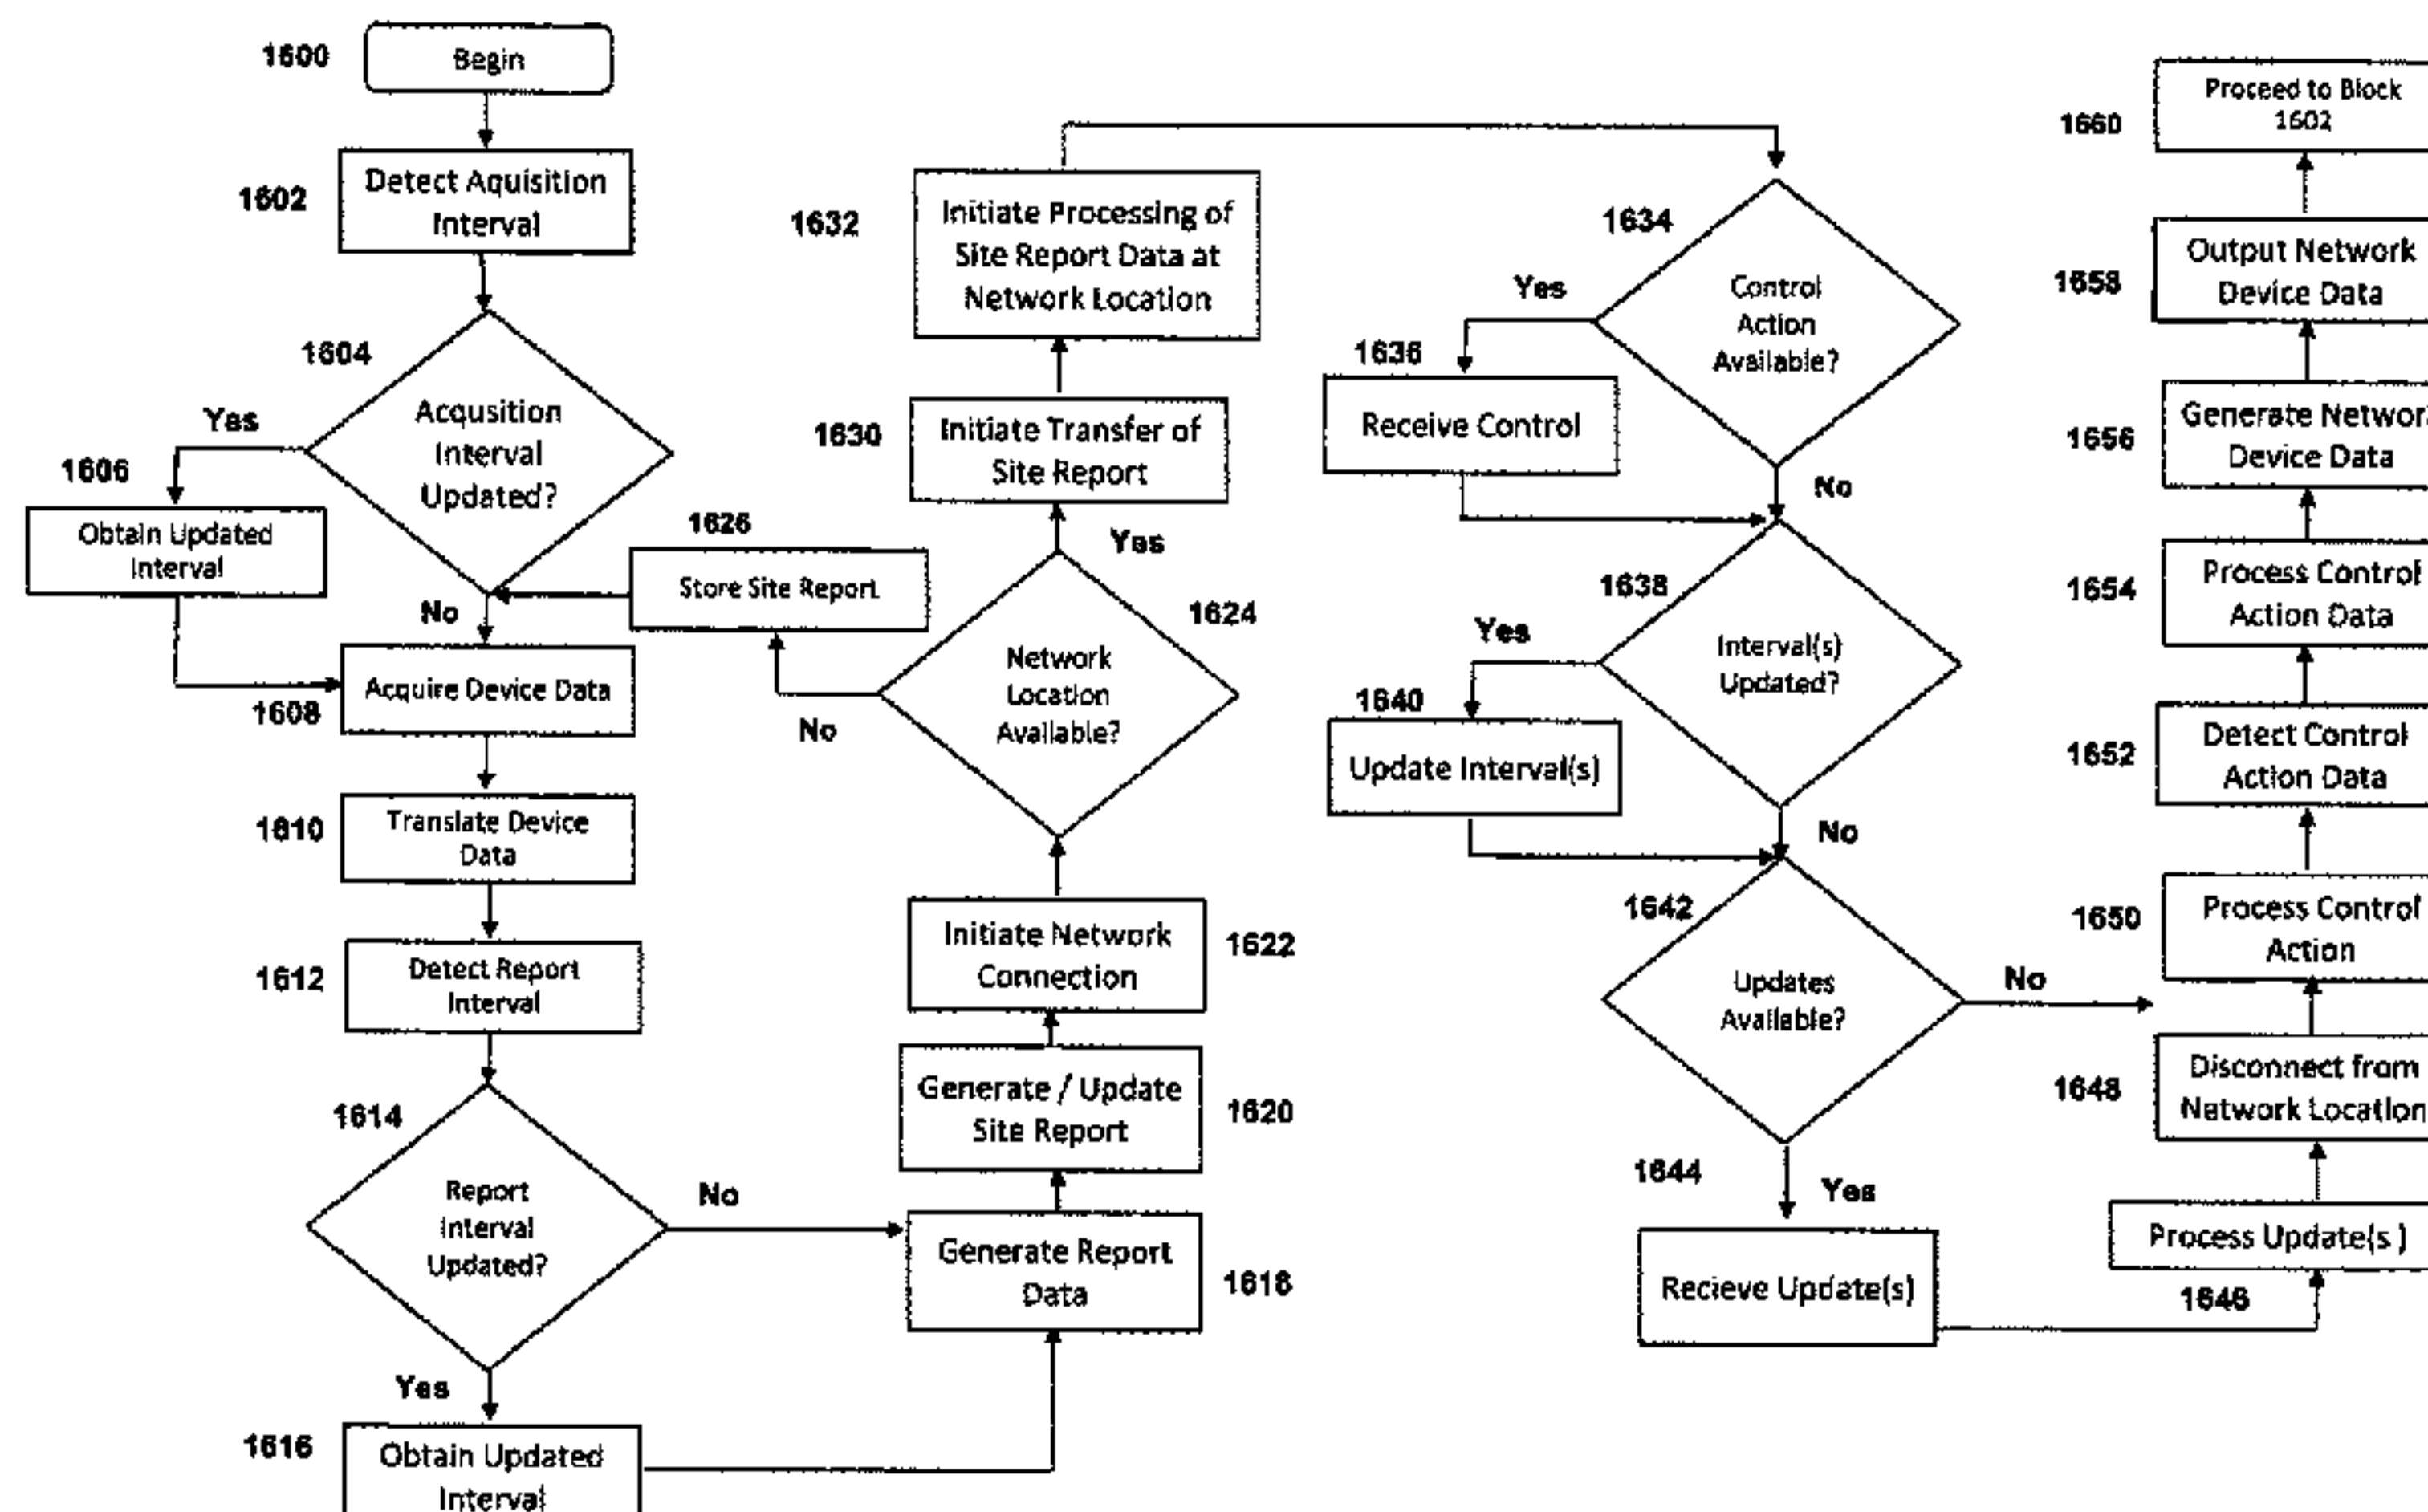 1600
Begin
1602
Detect Aquisition
Interval
1604
Acqusition
Interval
Updated?
Yes
1606
Obtain Updated
Interval
No
1608
Acquire Device Data
1610
Translate Device
Data
1612
Detect Report
Interval
1614
Report
Interval
Updated?
No
Yes
1616
Obtain Updated
Interval
1618
Generate Report
Data
1620
Generate / Update
Site Report
1622
Initiate Network
Connection
1624
Network
Location
Available?
No
1626
Store Site Report
Yes
1630
Initiate Transfer of
Site Report
1632
Initiate Processing of
Site Report Data at
Network Location
1634
Control
Action
Available?
Yes
1636
Receive Control
No
1638
Interval(s)
Updated?
Yes
1640
Update Interval(s)
No
1642
Updates
Available?
No
1644
Yes
Recieve Update(s)
1646
Process Update(s )
1648
Disconnect from
Network Location
1650
Process Control
Action
1652
Detect Control
Action Data
1654
Process Control
Action Data
1656
Generate Networ
Device Data
1658
Output Network
Device Data
1660
Proceed to Block
1602